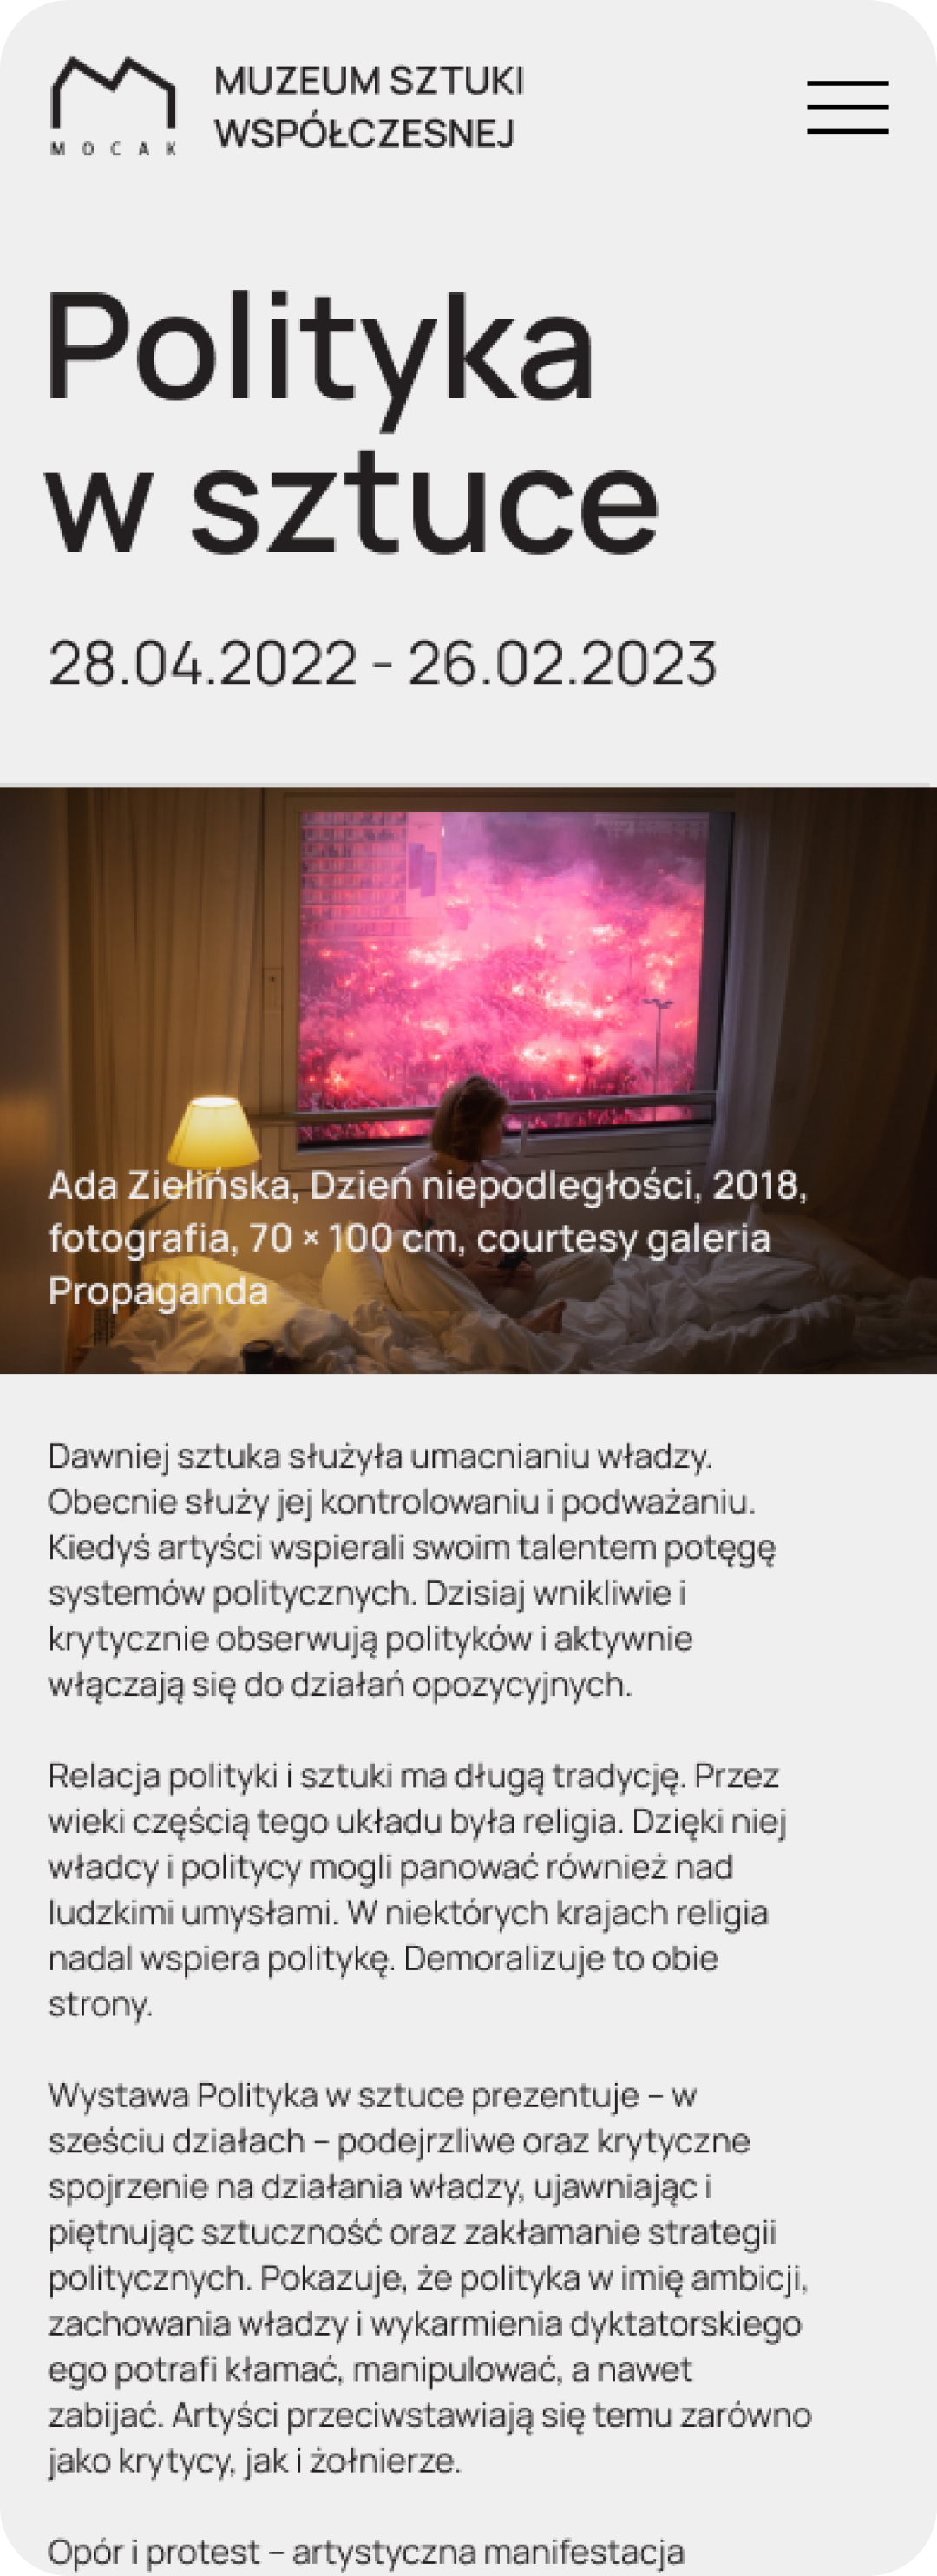 MOCAK
MUZEUM SZTUKI
WSPÓŁCZESNEJ
Polityka
w sztuce
28.04.2022 - 26.02.2023
Ada Zielińska, Dzień niepodległości, 2018,
fotografia, 70 × 100 cm, courtesy galeria
Propaganda
Dawniej sztuka służyła umacnianiu władzy.
Obecnie służy jej kontrolowaniu i podważaniu.
Kiedyś artyści wspierali swoim talentem potęgę
systemów politycznych. Dzisiaj wnikliwie i
krytycznie obserwują polityków i aktywnie
włączają się do działań opozycyjnych.
Relacja polityki i sztuki ma długą tradycję. Przez
wieki częścią tego układu była religia. Dzięki niej
władcy i politycy mogli panować również nad
ludzkimi umysłami. W niektórych krajach religia
nadal wspiera politykę. Demoralizuje to obie
strony.
Wystawa Polityka w sztuce prezentuje – w
sześciu działach – podejrzliwe oraz krytyczne
spojrzenie na działania władzy, ujawniając i
piętnując sztuczność oraz zakłamanie strategii
politycznych. Pokazuje, że polityka w imię ambicji,
zachowania władzy i wykarmienia dyktatorskiego
ego potrafi kłamać, manipulować, a nawet
zabijać. Artyści przeciwstawiają się temu zarówno
jako krytycy, jak i żołnierze.
Opór i protest – artystyczna manifestacja